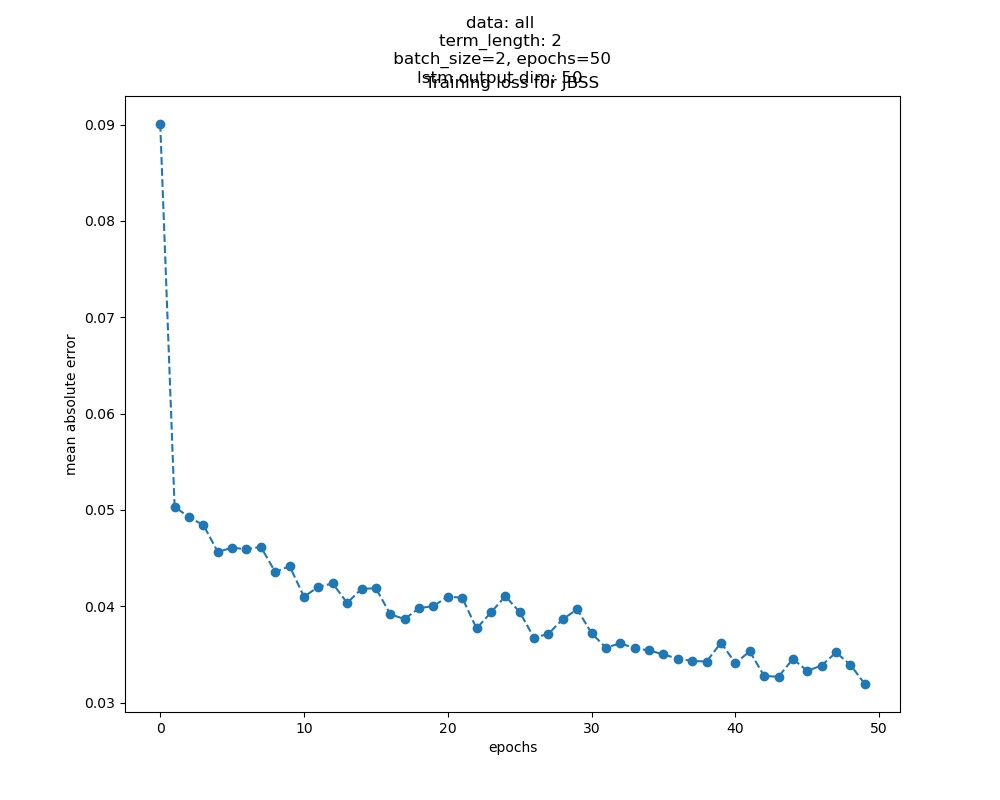 data: all
term_length: 2
batch_size=2, epochs=50
lstm output dim: 50
Training loss for JBSS
0.09
0.08
0.07
0.06
0.05
0.04
0.03
mean absolute error
0 10 20 30 40 50
epochs